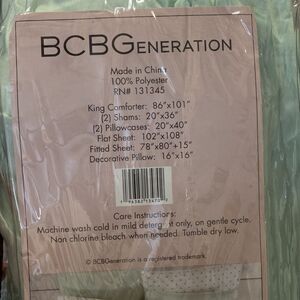 BCBGENERATION
Made in China
100% Polyester
RN# 131345
King Comforter: 86"x101"
(2) Shams: 20"x36"
(2) Pillowcases: 20"x40"
Flat Sheet: 102"x108"
Fitted Sheet: 78"x80"+15"
Decorative Pillow: 16"x16"
Care Instructions:
Machine wash cold in mild detergent only, on gentle cycle.
Non chlorine bleach when needed. Tumble dry low.
© BCBGeneration is a registered trademark.